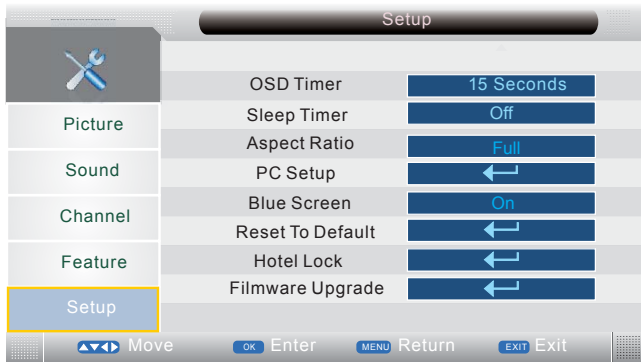 Setup
OSD Timer 15 Seconds
Sleep Timer Off
Aspect Ratio Full
PC Setup
Blue Screen On
Reset To Default
Hotel Lock
Filmware Upgrade
Picture
Sound
Channel
Feature
Setup
Move OK Enter MENU Return EXIT Exit